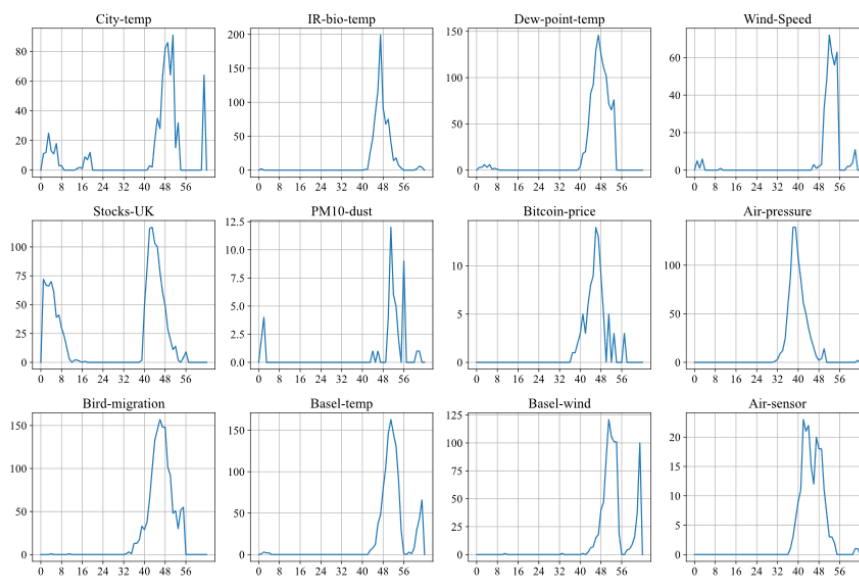 City-temp
80
60
40
20
0
0 8 16 24 32 40 48 56
IR-bio-temp
200
150
100
50
0
0 8 16 24 32 40 48 56
Dew-point-temp
150
100
50
0
0 8 16 24 32 40 48 56
Wind-Speed
60
40
20
0
0 8 16 24 32 40 48 56
Stocks-UK
100
75
50
25
0
0 8 16 24 32 40 48 56
PM10-dust
12.5
10.0
7.5
5.0
2.5
0.0
0 8 16 24 32 40 48 56
Bitcoin-price
10
5
0
0 8 16 24 32 40 48 56
Air-pressure
100
50
0
0 8 16 24 32 40 48 56
Bird-migration
150
100
50
0
0 8 16 24 32 40 48 56
Basel-temp
150
100
50
0
0 8 16 24 32 40 48 56
Basel-wind
125
100
75
50
25
0
0 8 16 24 32 40 48 56
Air-sensor
20
15
10
5
0
0 8 16 24 32 40 48 56